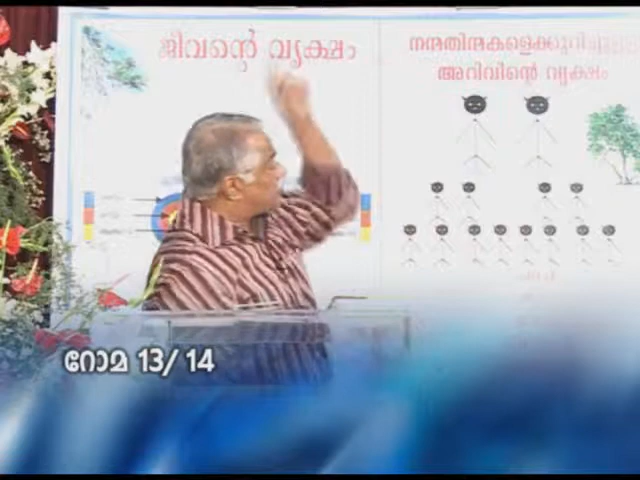 ജീവന്റെ വൃക്ഷം
നന്മതിന്മകളെക്കുറിച്ചുള്ള
അറിവിന്റെ വൃക്ഷം
റോമ 13/ 14